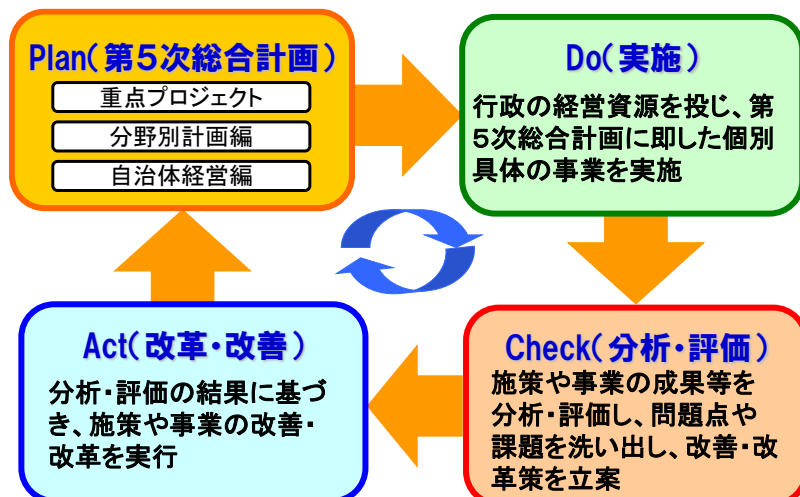 Plan(第５次総合計画)
重点プロジェクト
分野別計画編
自治体経営編
Do(実施)
行政の経営資源を投じ、第
５次総合計画に即した個別
具体の事業を実施
Check(分析・評価)
施策や事業の成果等を
分析・評価し、問題点や
課題を洗い出し、改善・改
革策を立案
Act(改革・改善)
分析・評価の結果に基づ
き、施策や事業の改善・
改革を実行